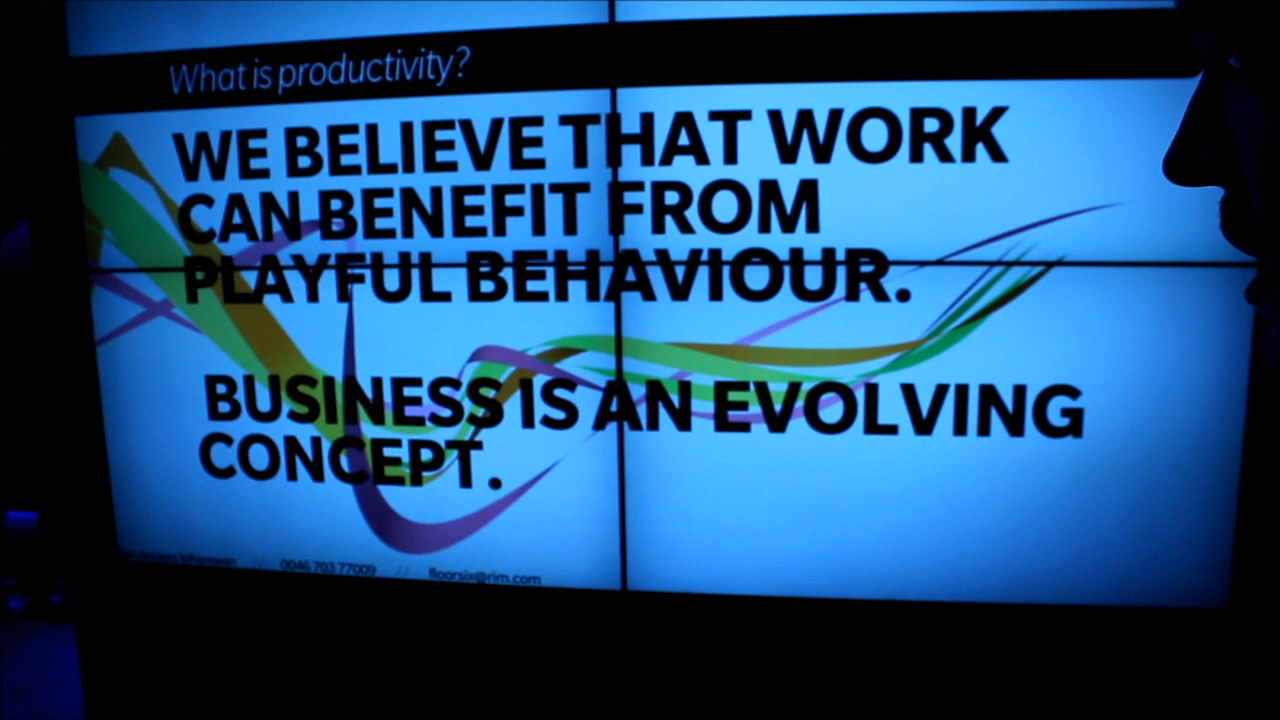 What is productivity?
WE BELIEVE THAT WORK
CAN BENEFIT FROM
PLAYFUL BEHAVIOUR.
BUSINESS IS AN EVOLVING
CONCEPT.
Johansson // 0046 703 77009 // floorsix@rim.com